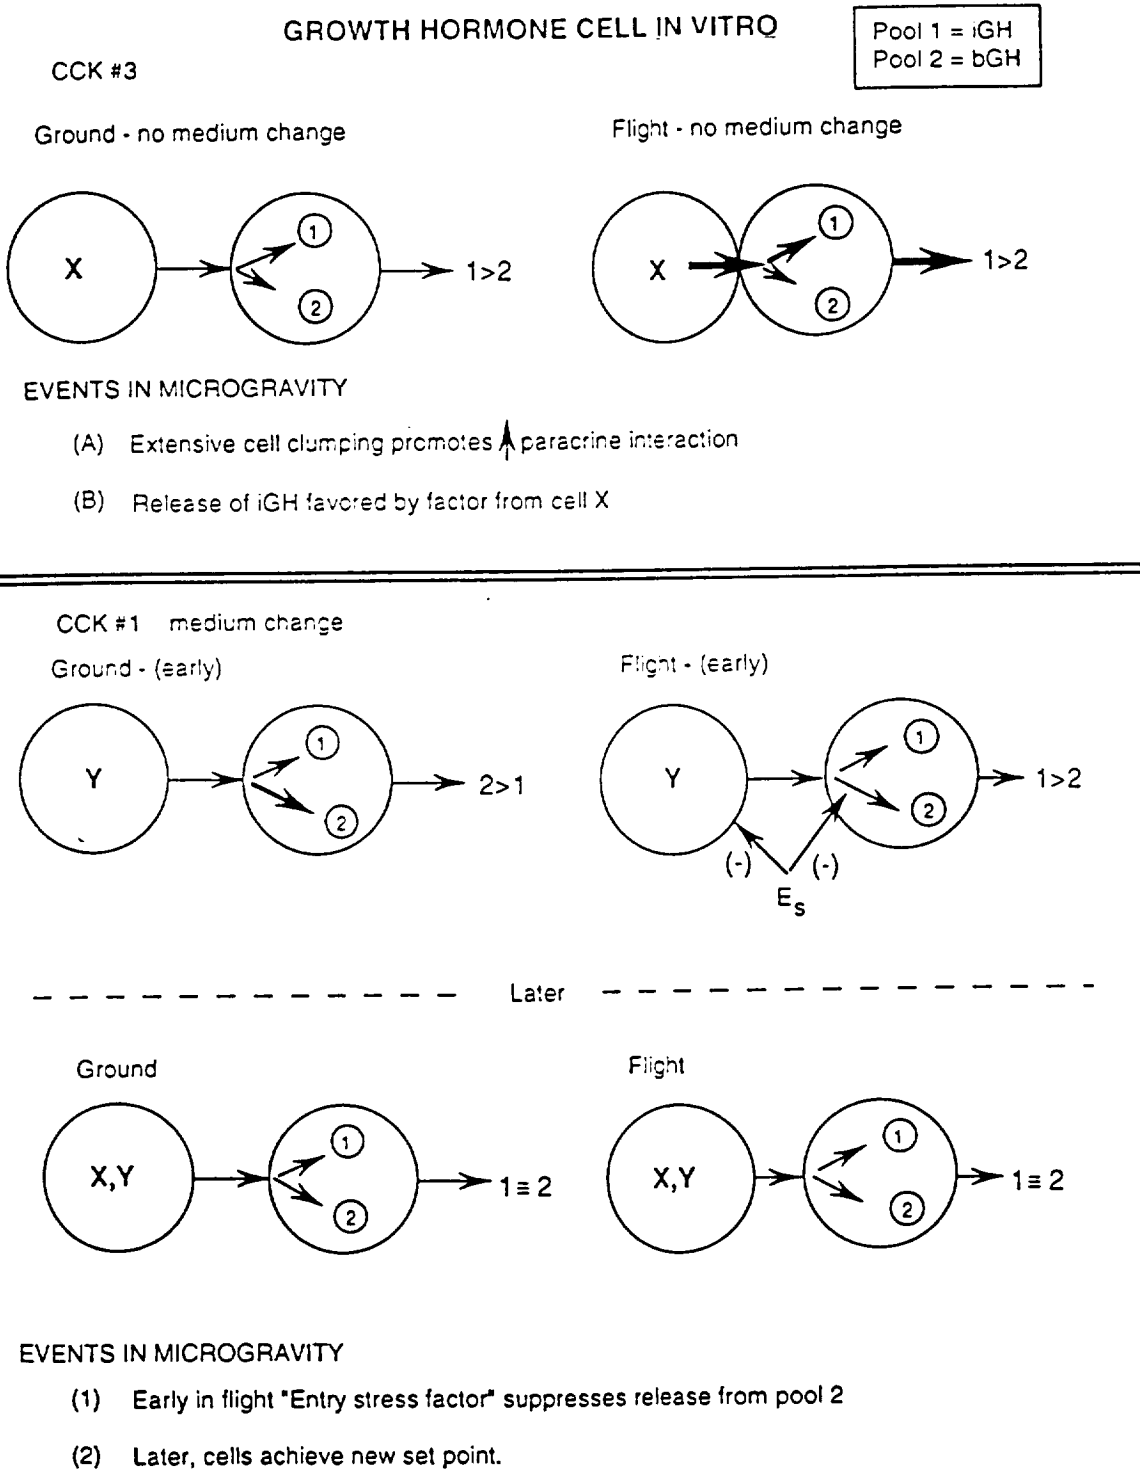 GROWTH HORMONE CELL IN VITRO
Pool 1 = iGH
Pool 2 = bGH
CCK #3
Ground - no medium change
Flight - no medium change
X
1
2
1>2
X
1
2
1>2
EVENTS IN MICROGRAVITY
(A) Extensive cell clumping promotes paracrine interaction
(B) Release of iGH favored by factor from cell X
CCK #1 medium change
Ground - (early)
Flight - (early)
Y
1
2
2>1
Y
1
2
1>2
(-)
(-)
Es
Later
Ground
Flight
X,Y
1
2
1≡2
X,Y
1
2
1≡2
EVENTS IN MICROGRAVITY
(1) Early in flight "Entry stress factor" suppresses release from pool 2
(2) Later, cells achieve new set point.